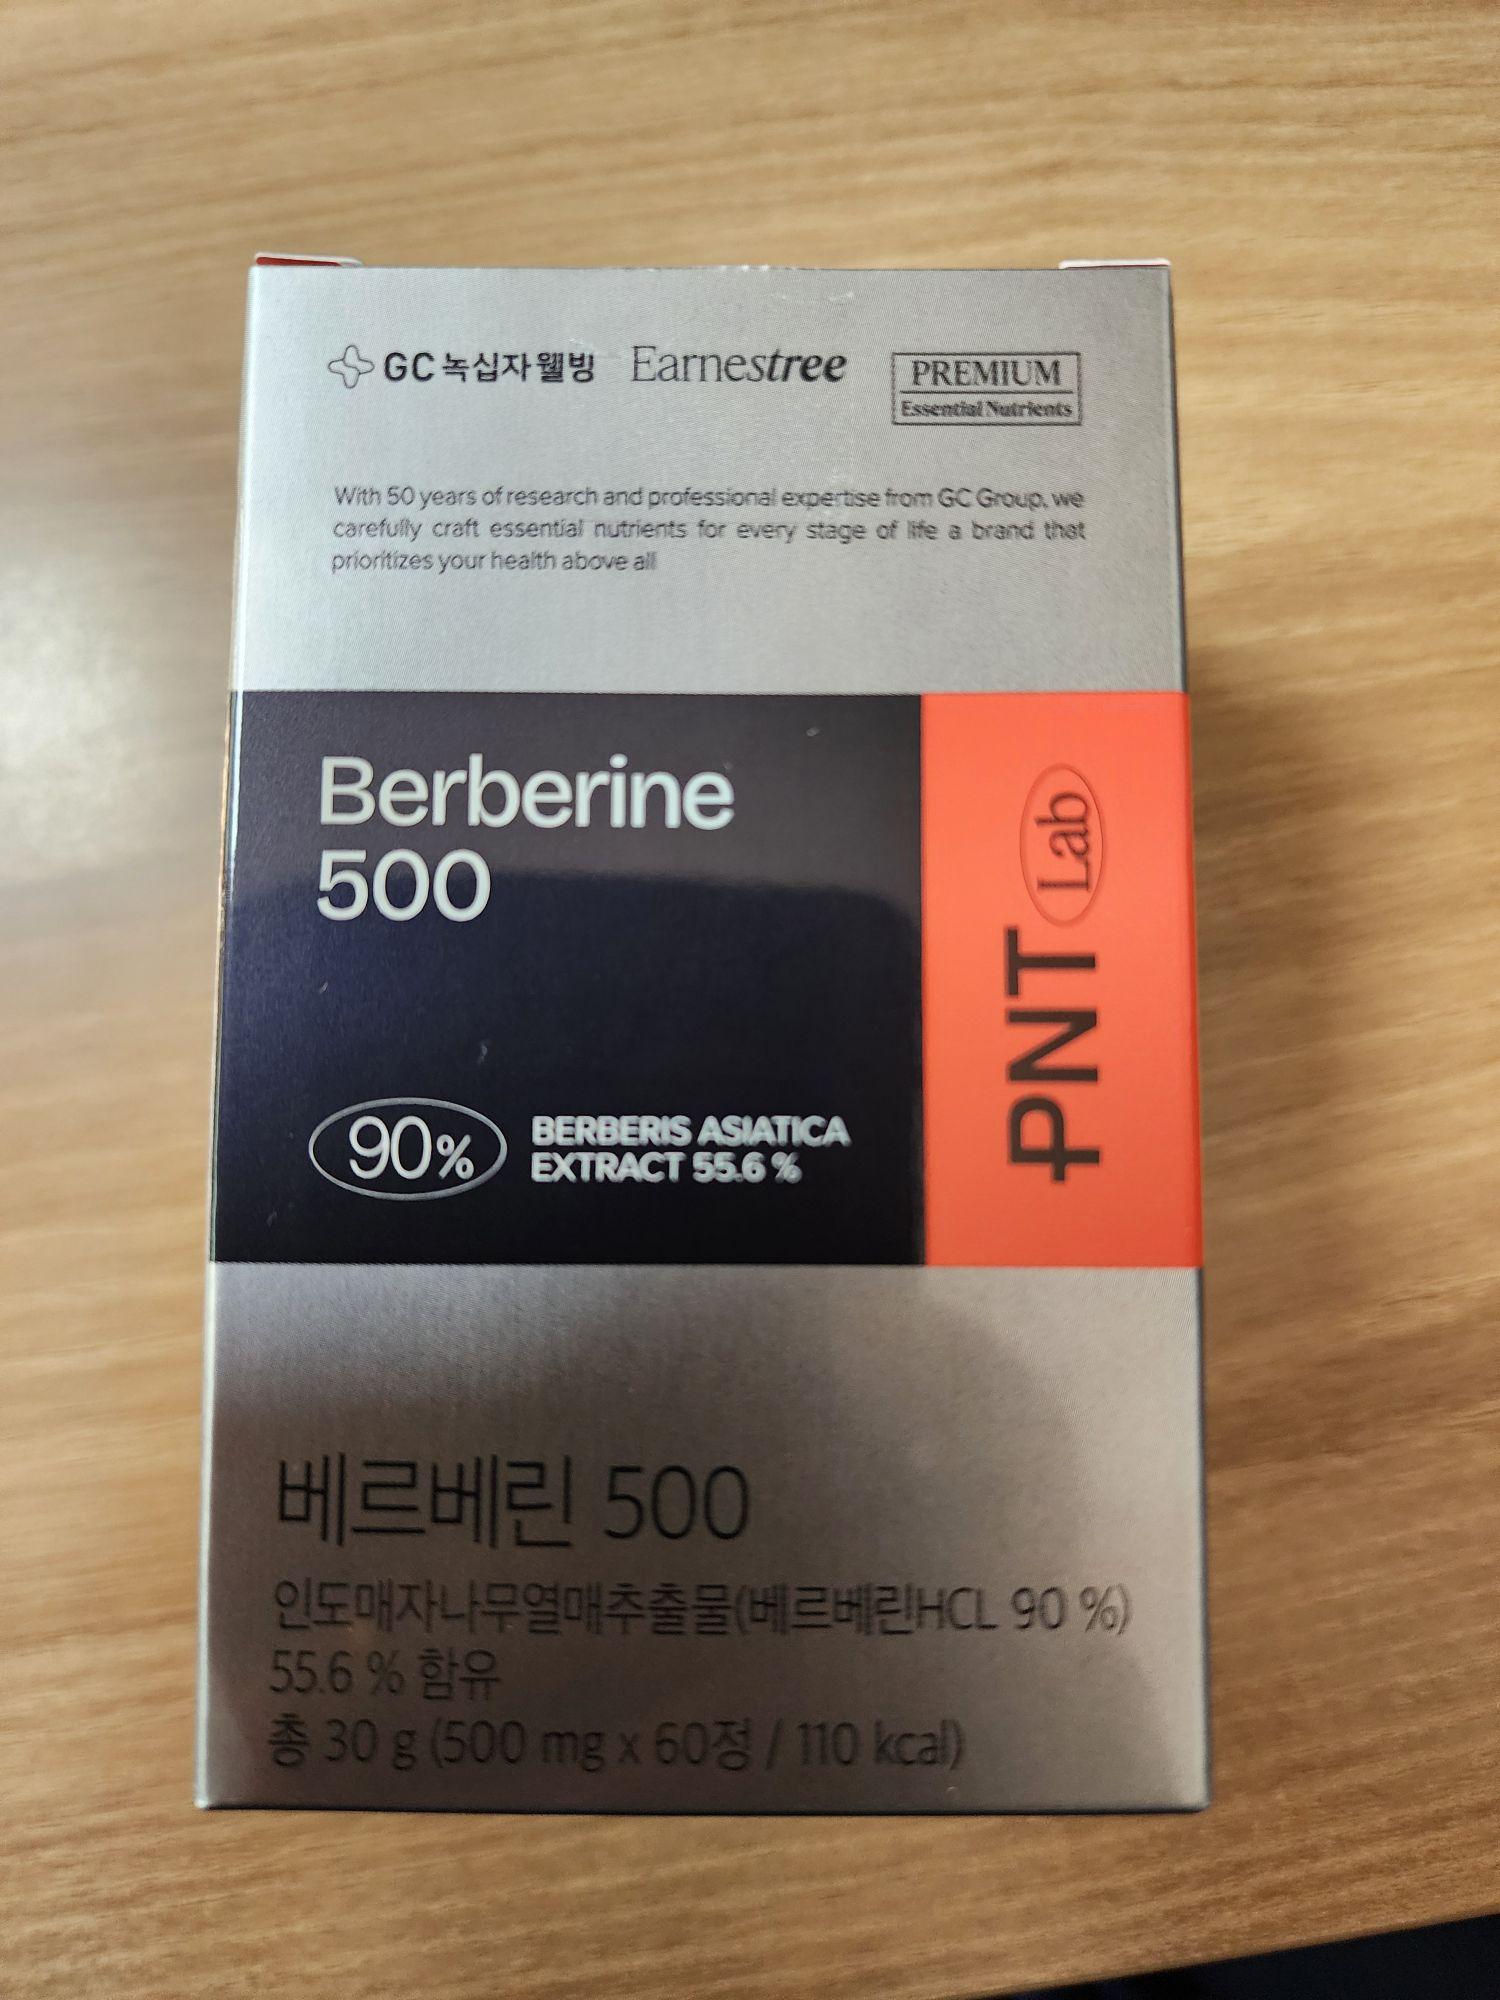 GC 녹십자웰빙 Earnestree PREMIUM
Essential Nutrients
With 50 years of research and professional expertise from GC Group, we
carefully craft essential nutrients for every stage of life a brand that
prioritizes your health above all
Berberine
500
PNT Lab
90% BERBERIS ASIATICA
EXTRACT 55.6 %
베르베린 500
인도매자나무열매추출물(베르베린HCL 90 %)
55.6 % 함유
총 30 g (500 mg x 60정 / 110 kcal)